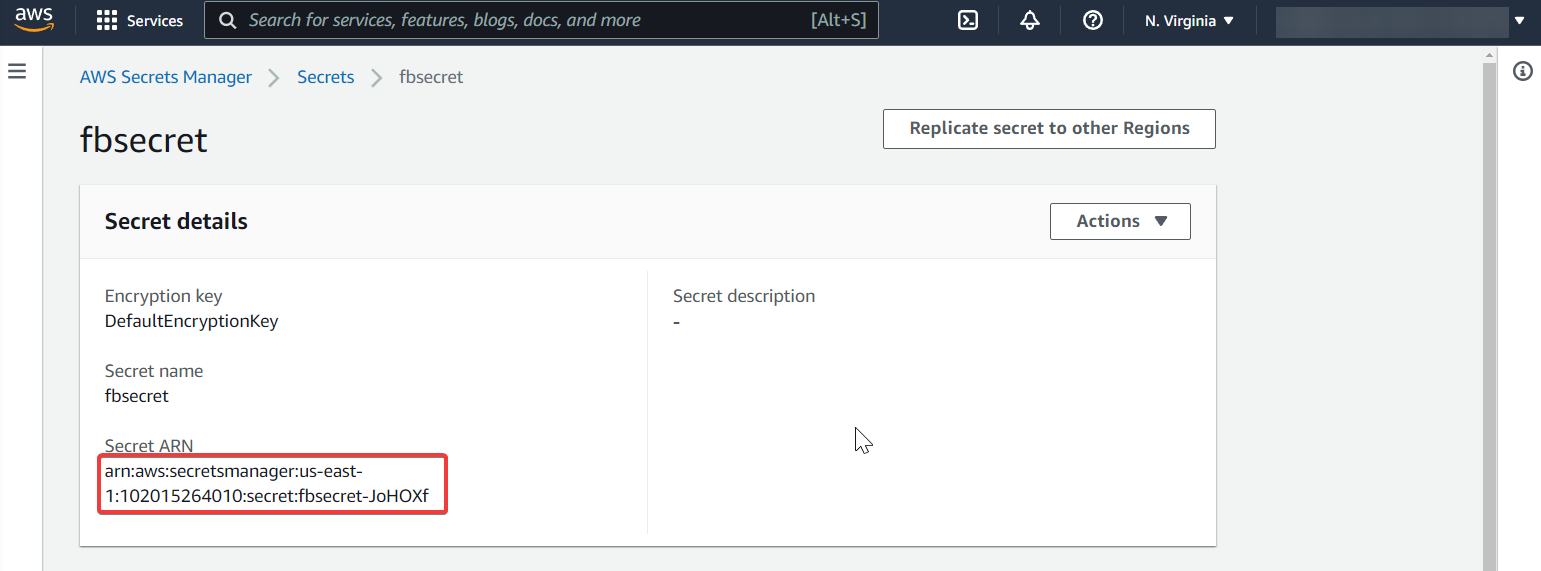 aws
Services
Search for services, features, blogs, docs, and more
[Alt+S]
N. Virginia
AWS Secrets Manager
Secrets
fbsecret
fbsecret
Replicate secret to other Regions
Secret details
Actions
Encryption key
DefaultEncryptionKey
Secret description
-
Secret name
fbsecret
Secret ARN
arn:aws:secretsmanager:us-east-
1:102015264010:secret:fbsecret-JoHOXf